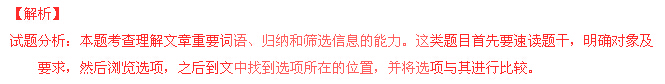 【解析】
试题分析：本题考查理解文章重要词语、归纳和筛选信息的能力。这类题目首先要速读题干，明确对象及
要求，然后浏览选项，之后到文中找到选项所在的位置，并将选项与其进行比较。